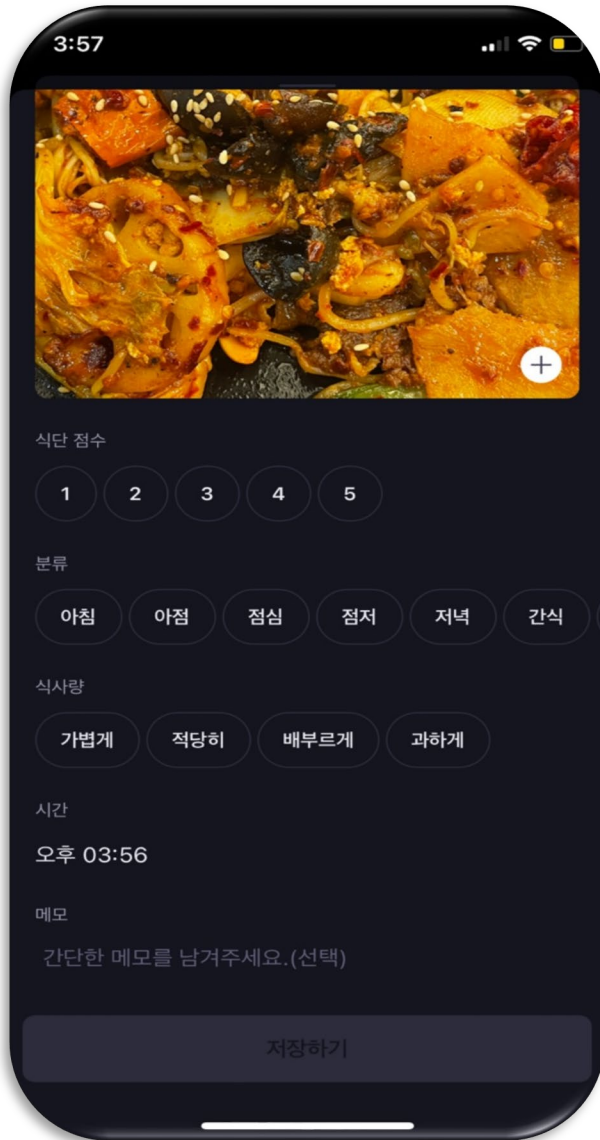 3:57
식단 점수
1 2 3 4 5
분류
아침 아점 점심 점저 저녁 간식
식사량
가볍게 적당히 배부르게 과하게
시간
오후 03:56
메모
간단한 메모를 남겨주세요.(선택)
저장하기